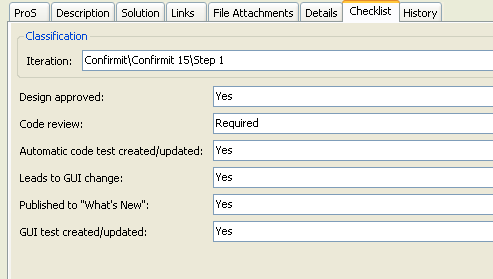 ProS Description Solution Links File Attachments Details Checklist History
Classification
Iteration: Confirmit\Confirmit 15\Step 1
Design approved: Yes
Code review: Required
Automatic code test created/updated: Yes
Leads to GUI change: Yes
Published to "What's New": Yes
GUI test created/updated: Yes